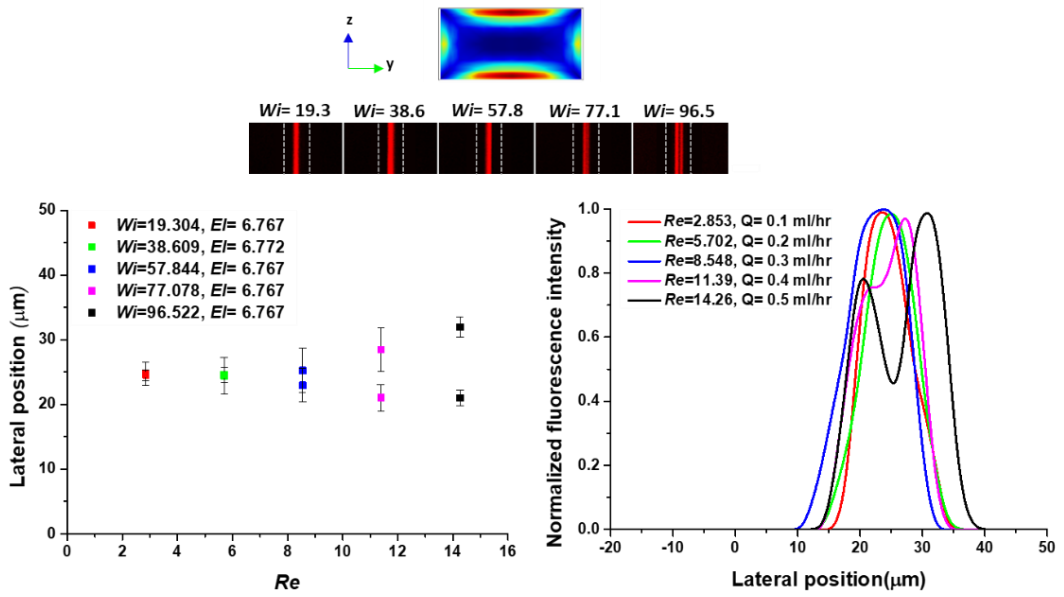 z
y
Wi= 19.3 Wi= 38.6 Wi= 57.8 Wi= 77.1 Wi= 96.5
50
40
30
20
10
0
Lateral position (μm)
Wi=19.304, El= 6.767
Wi=38.609, El= 6.772
Wi=57.844, El= 6.767
Wi=77.078, El= 6.767
Wi=96.522, El= 6.767
0 2 4 6 8 10 12 14 16
Re
1.0
0.8
0.6
0.4
0.2
0.0
Normalized fluorescence intensity
Re=2.853, Q= 0.1 ml/hr
Re=5.702, Q= 0.2 ml/hr
Re=8.548, Q= 0.3 ml/hr
Re=11.39, Q= 0.4 ml/hr
Re=14.26, Q= 0.5 ml/hr
-20 -10 0 10 20 30 40 50
Lateral position(μm)